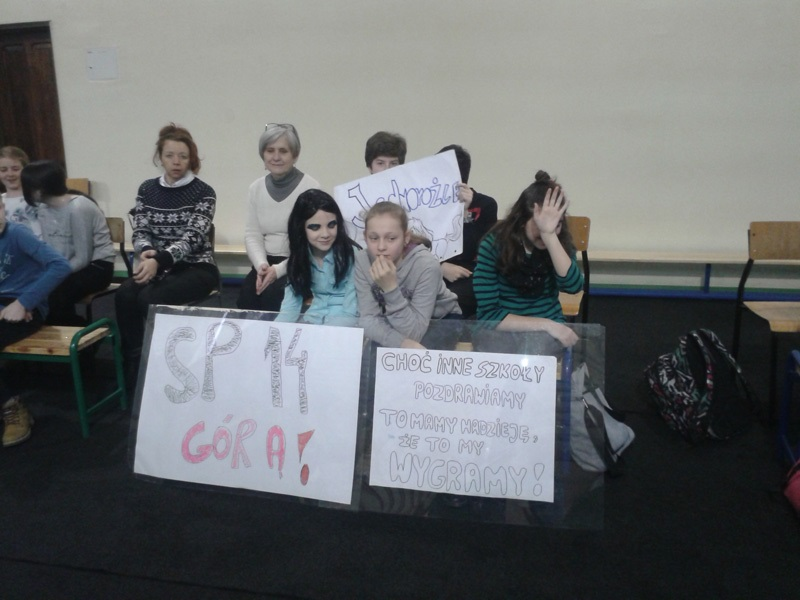 SP 14
GÓRA!
CHOĆ INNE SZKOŁY
POZDRAWIAMY
TO MAMY NADZIEJĘ,
ŻE TO MY
WYGRAMY!